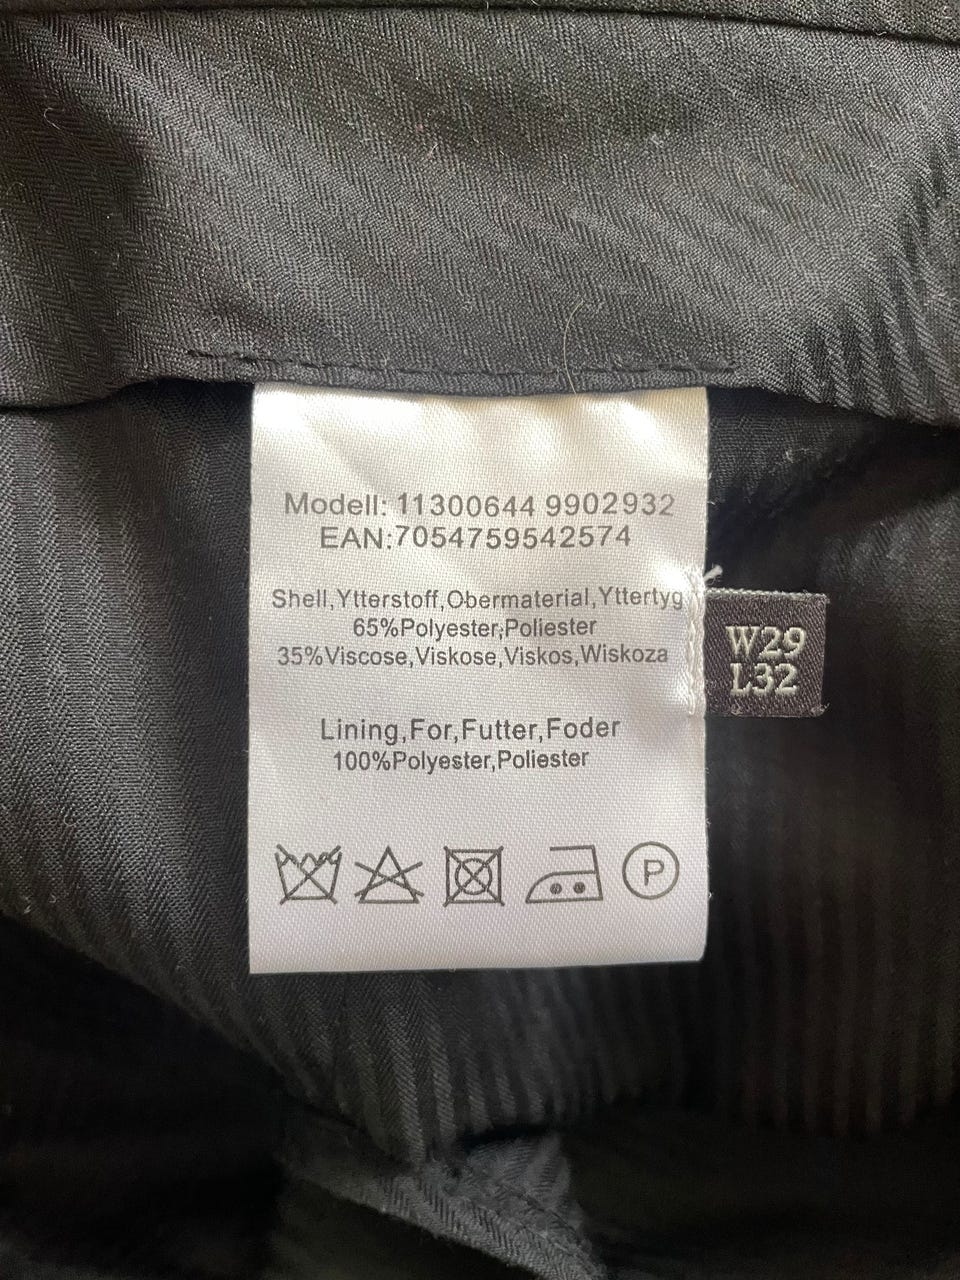 Modell: 11300644 9902932
EAN:7054759542574
Shell,Ytterstoff,Obermaterial,Yttertyg
65%Polyester,Poliester
35%Viscose,Viskose,Viskos,Wiskoza
Lining,For,Futter,Foder
100%Polyester,Poliester
P
W29
L32